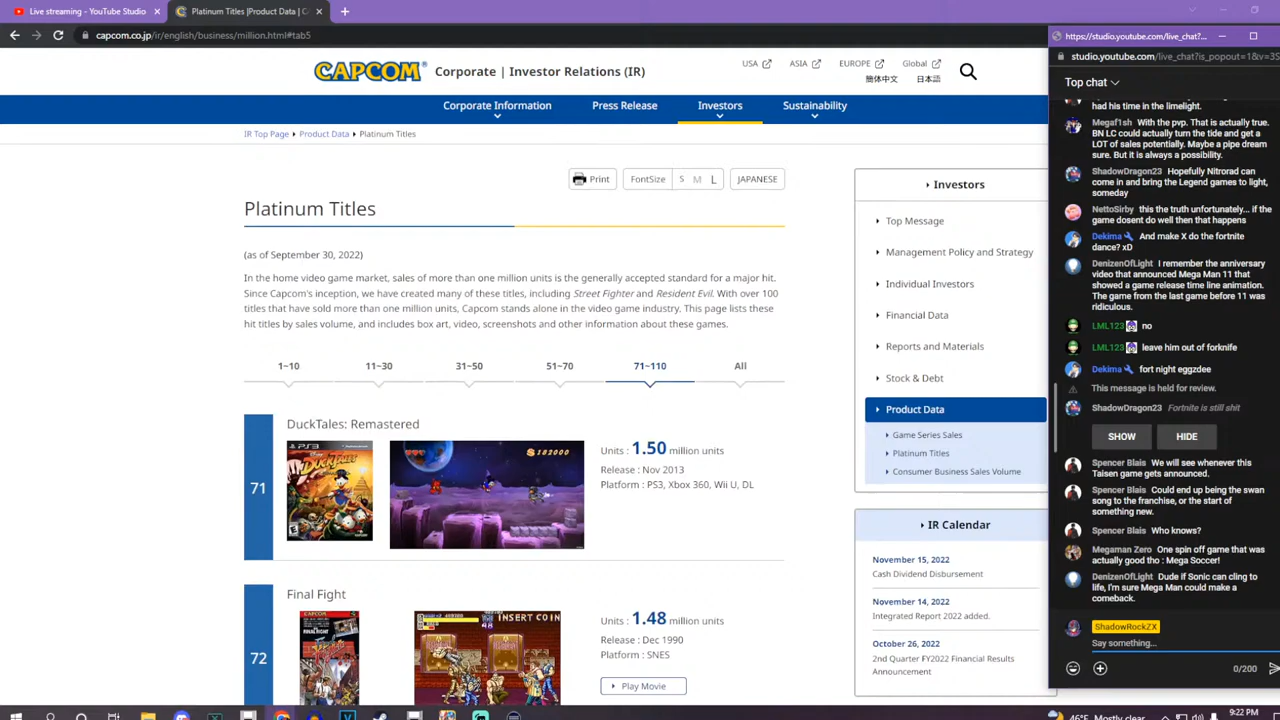 Live streaming - YouTube Studio
Platinum Titles |Product Data | C
capcom.co.jp/ir/english/business/million.html#tab5
CAPCOM Corporate | Investor Relations (IR)
USA ASIA EUROPE Global
簡体中文 日本語
Corporate Information Press Release Investors Sustainability
IR Top Page Product Data Platinum Titles
Print FontSize S M L JAPANESE
Platinum Titles
(as of September 30, 2022)
In the home video game market, sales of more than one million units is the generally accepted standard for a major hit.
Since Capcom's inception, we have created many of these titles, including Street Fighter and Resident Evil. With over 100
titles that have sold more than one million units, Capcom stands alone in the video game industry. This page lists these
hit titles by sales volume, and includes box art, video, screenshots and other information about these games.
1~10 11~30 31~50 51~70 71~110 All
71
DuckTales: Remastered
PS3
DUCKTALES
182000
Units : 1.50 million units
Release : Nov 2013
Platform : PS3, Xbox 360, Wii U, DL
72
Final Fight
CAPCOM
FINAL FIGHT
INSERT COIN
Units : 1.48 million units
Release : Dec 1990
Platform : SNES
Play Movie
Investors
Top Message
Management Policy and Strategy
Individual Investors
Financial Data
Reports and Materials
Stock & Debt
Product Data
Game Series Sales
Platinum Titles
Consumer Business Sales Volume
IR Calendar
November 15, 2022
Cash Dividend Disbursement
November 14, 2022
Integrated Report 2022 added.
October 26, 2022
2nd Quarter FY2022 Financial Results
Announcement
https://studio.youtube.com/live_chat?...
studio.youtube.com/live_chat?is_popout=1&v=3S
Top chat
had his time in the limelight.
Megaf1sh With the pvp. That is actually true.
BN LC could actually turn the tide and get a
LOT of sales potentially. Maybe a pipe dream
sure. But it is always a possibility.
ShadowDragon23 Hopefully Nitrorad can
come in and bring the Legend games to light,
someday
NettoSirby this the truth unfortunately... if the
game dosent do well then that happens
Dekima And make X do the fortnite
dance? xD
DenizenOfLight I remember the anniversary
video that announced Mega Man 11 that
showed a game release time line animation.
The game from the last game before 11 was
ridiculous.
LML123 no
LML123 leave him out of forknife
Dekima fort night eggzdee
This message is held for review.
ShadowDragon23 Fortnite is still shit
SHOW HIDE
Spencer Blais We will see whenever this
Taisen game gets announced.
Spencer Blais Could end up being the swan
song to the franchise, or the start of
something new.
Spencer Blais Who knows?
Megaman Zero One spin off game that was
actually good tho : Mega Soccer!
DenizenOfLight Dude if Sonic can cling to
life, I'm sure Mega Man could make a
comeback.
ShadowRockZX
Say something...
0/200
46°F Mostly clear
9:22 PM